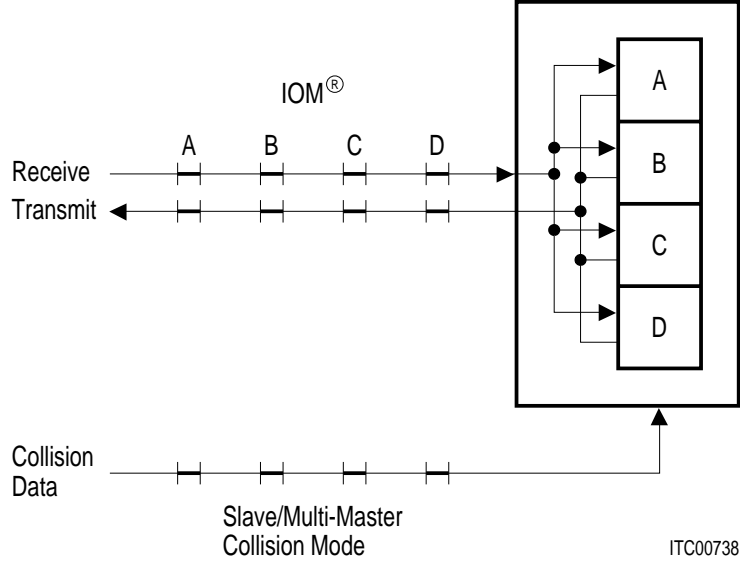 IOM®
A B C D
Receive
Transmit
A
B
C
D
Collision
Data
Slave/Multi-Master
Collision Mode
ITC00738